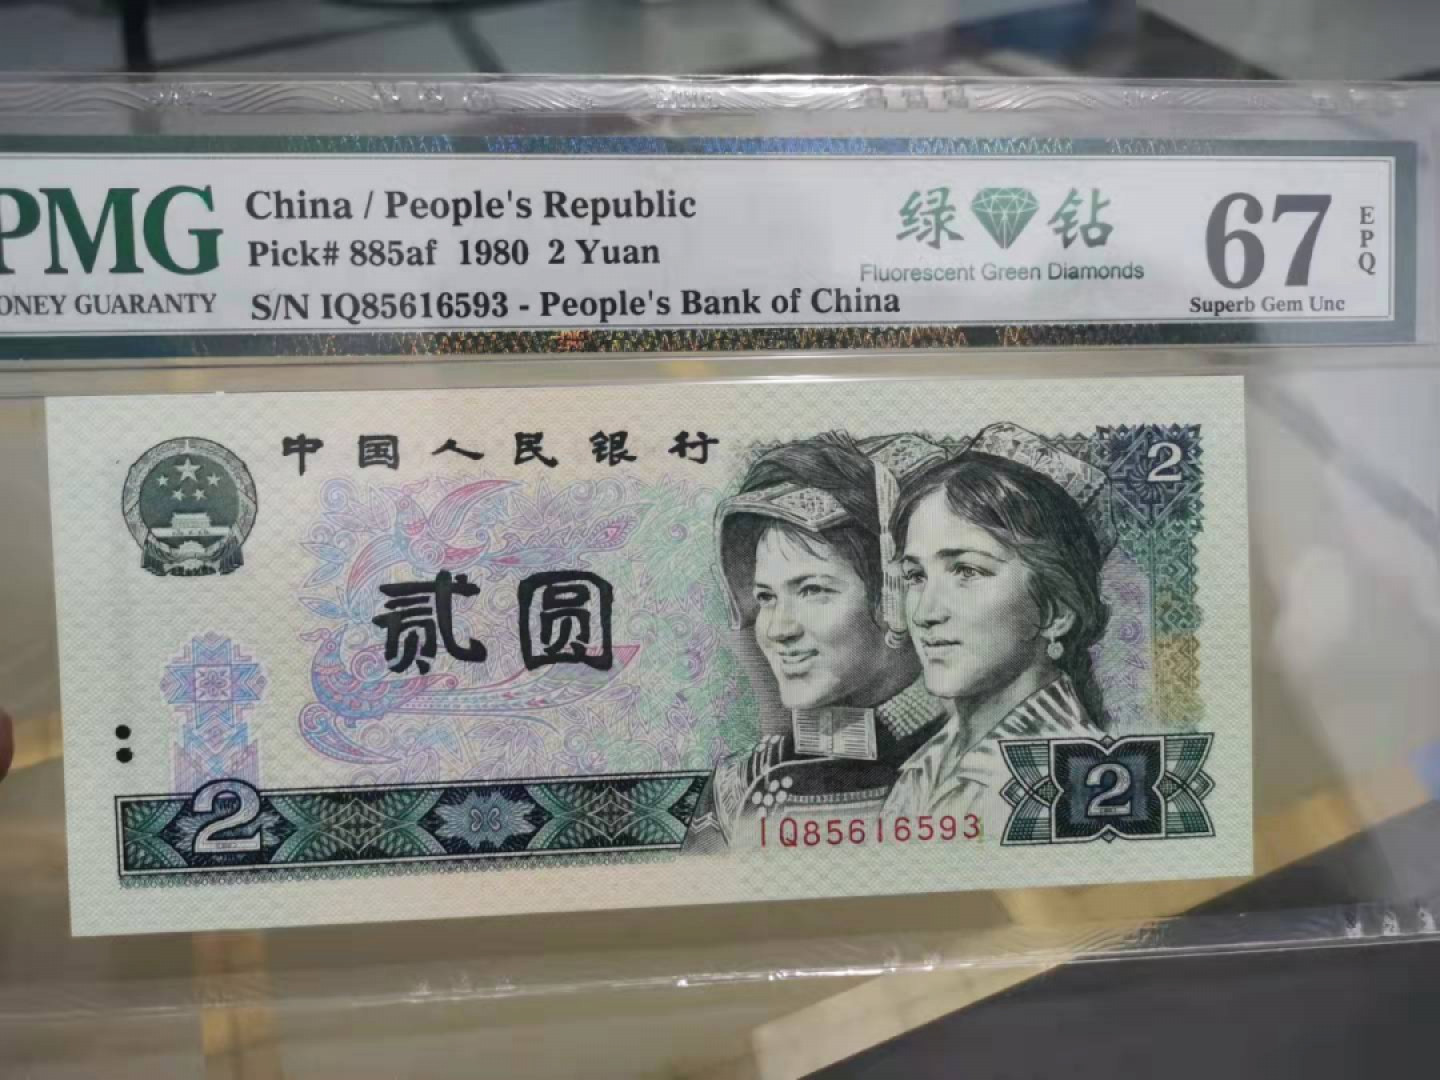 PMG
China / People's Republic
Pick# 885af 1980 2 Yuan
S/N IQ85616593 - People's Bank of China
GUARANTY
绿钻
Fluorescent Green Diamonds
67
EPQ
Superb Gem Unc
中国人民银行
2
贰圆
2
2
IQ85616593